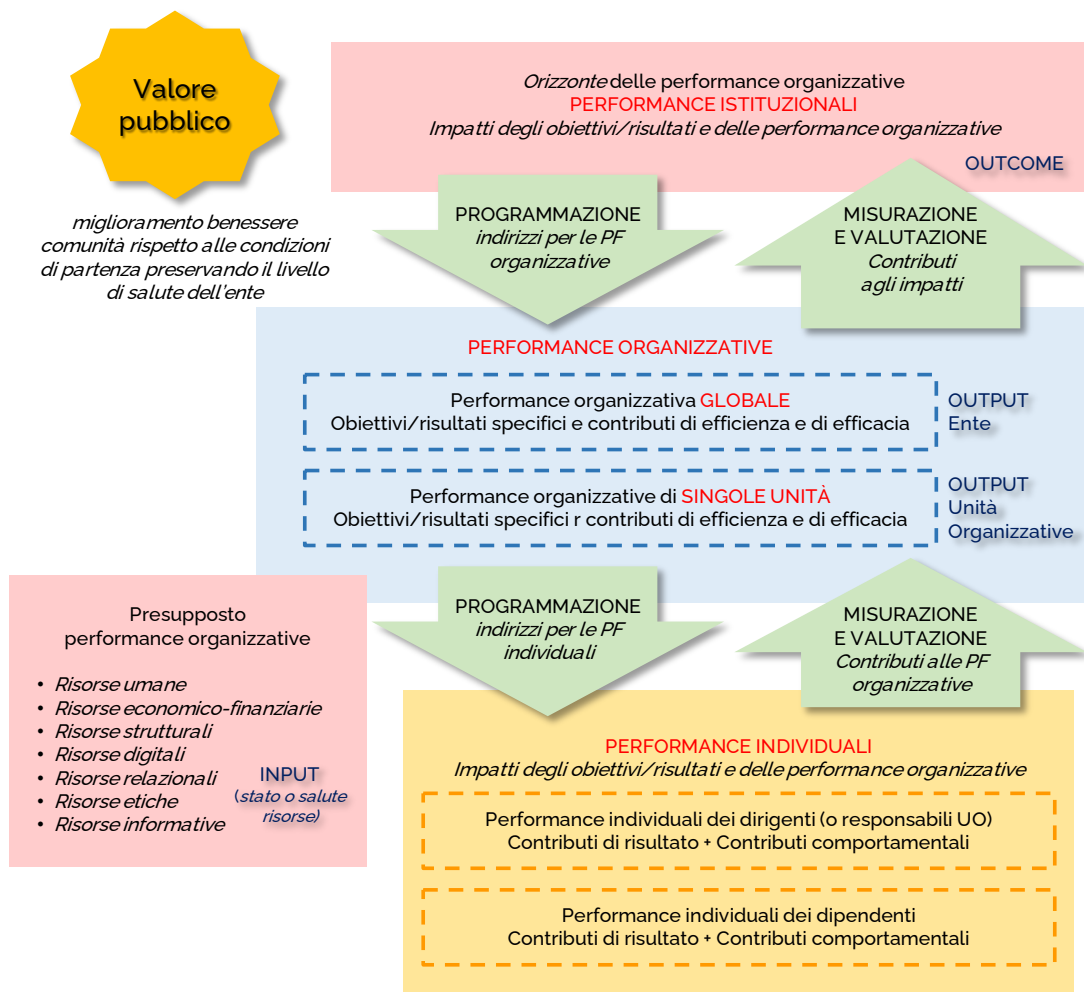 Valore
pubblico
miglioramento benessere
comunità rispetto alle condizioni
di partenza preservando il livello
di salute dell'ente
Orizzonte delle performance organizzative
PERFORMANCE ISTITUZIONALI
Impatti degli obiettivi/risultati e delle performance organizzative
OUTCOME
PROGRAMMAZIONE
indirizzi per le PF
organizzative
MISURAZIONE
E VALUTAZIONE
Contributi
agli impatti
PERFORMANCE ORGANIZZATIVE
Performance organizzativa GLOBALE
Obiettivi/risultati specifici e contributi di efficienza e di efficacia
OUTPUT
Ente
Performance organizzative di SINGOLE UNITÀ
Obiettivi/risultati specifici r contributi di efficienza e di efficacia
OUTPUT
Unità
Organizzative
PROGRAMMAZIONE
indirizzi per le PF
individuali
MISURAZIONE
E VALUTAZIONE
Contributi alle PF
organizzative
Presupposto
performance organizzative
• Risorse umane
• Risorse economico-finanziarie
• Risorse strutturali
• Risorse digitali
• Risorse relazionali
• Risorse etiche
• Risorse informative
INPUT
(stato o salute
risorse)
PERFORMANCE INDIVIDUALI
Impatti degli obiettivi/risultati e delle performance organizzative
Performance individuali dei dirigenti (o responsabili UO)
Contributi di risultato + Contributi comportamentali
Performance individuali dei dipendenti
Contributi di risultato + Contributi comportamentali